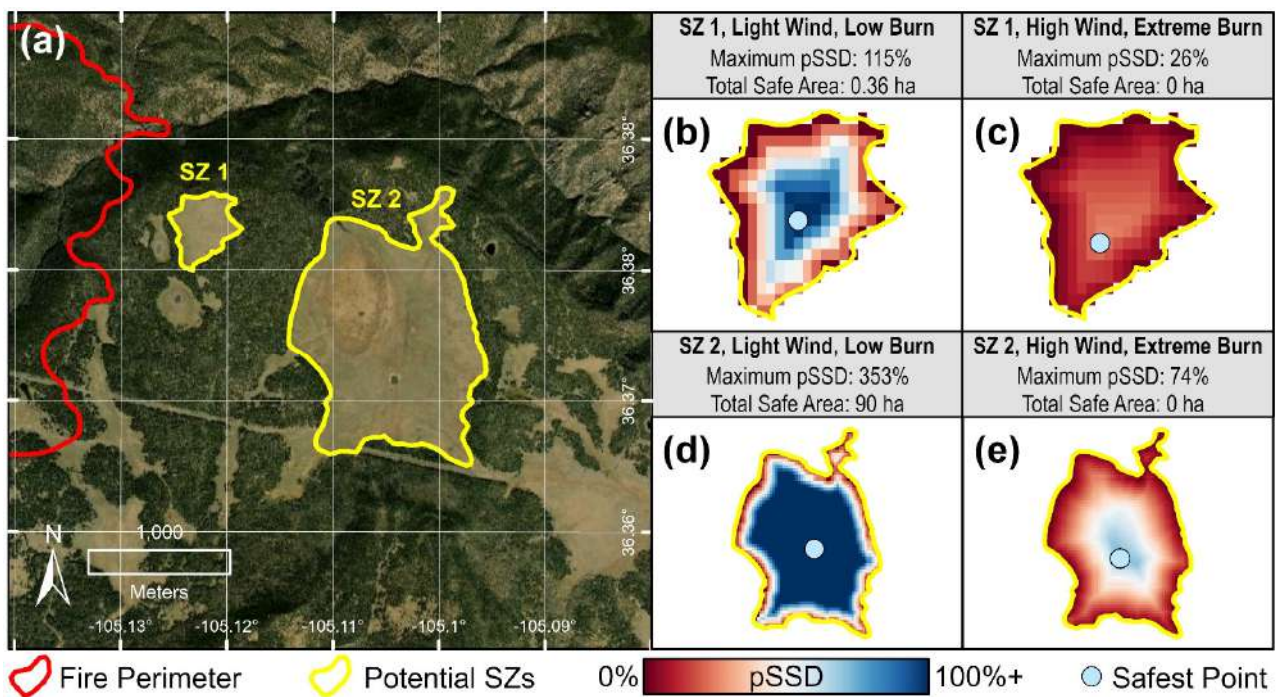 (a)
SZ 1
SZ 2
36.38°
36.38°
36.37°
36.36°
N
1,000
Meters
-105.13°
-105.12°
-105.11°
-105.1°
-105.09°
SZ 1, Light Wind, Low Burn
Maximum pSSD: 115%
Total Safe Area: 0.36 ha
(b)
SZ 1, High Wind, Extreme Burn
Maximum pSSD: 26%
Total Safe Area: 0 ha
(c)
SZ 2, Light Wind, Low Burn
Maximum pSSD: 353%
Total Safe Area: 90 ha
(d)
SZ 2, High Wind, Extreme Burn
Maximum pSSD: 74%
Total Safe Area: 0 ha
(e)
Fire Perimeter
Potential SZs
0% pSSD 100%+
Safest Point